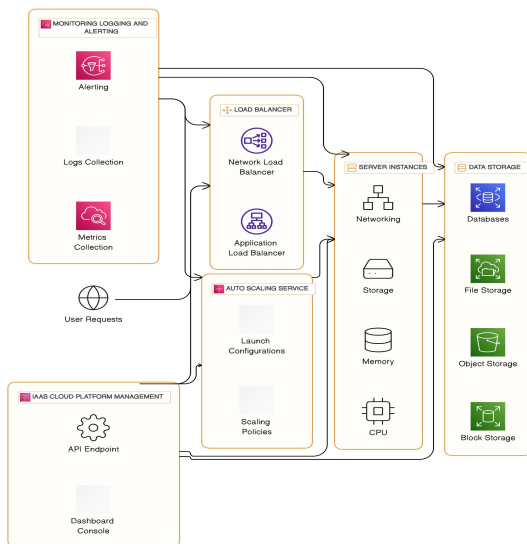 MONITORING LOGGING AND
ALERTING
Alerting
Logs Collection
Metrics
Collection
User Requests
IAAS CLOUD PLATFORM MANAGEMENT
API Endpoint
Dashboard
Console
LOAD BALANCER
Network Load
Balancer
Application
Load Balancer
AUTO SCALING SERVICE
Launch
Configurations
Scaling
Policies
SERVER INSTANCES
Networking
Storage
Memory
CPU
DATA STORAGE
Databases
File Storage
Object Storage
Block Storage